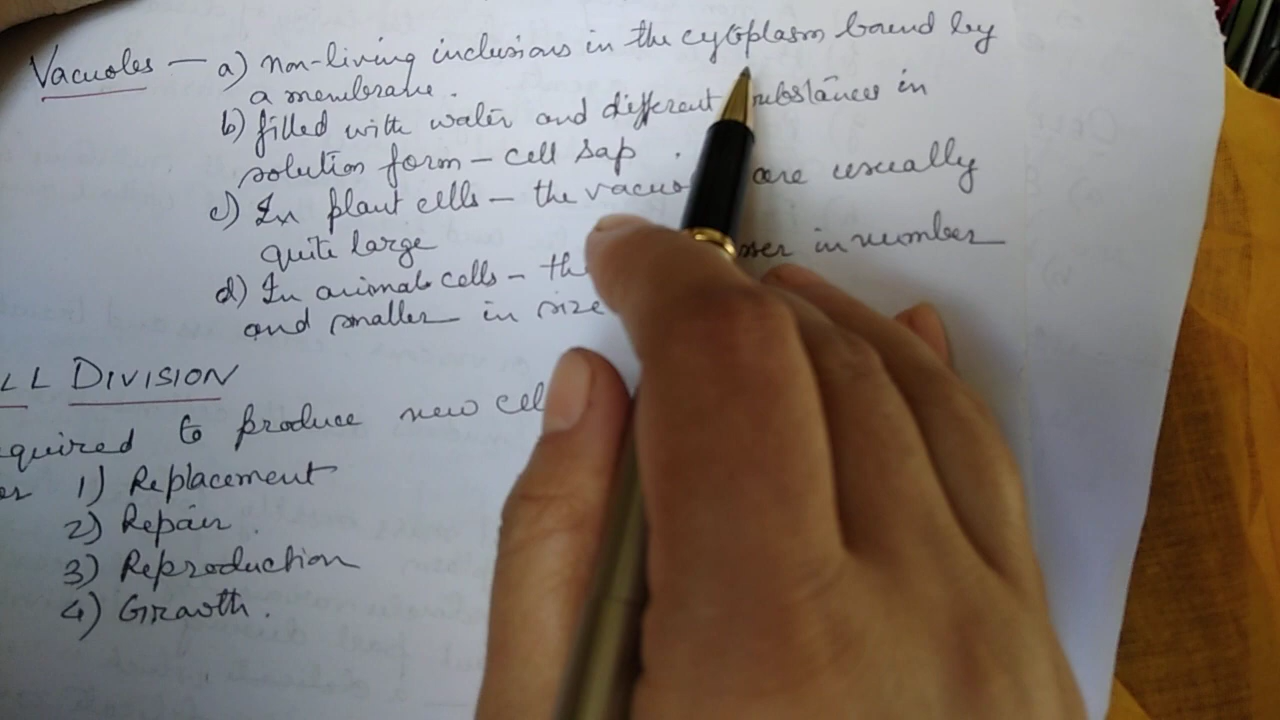 Vacuoles — a) non-living inclusions in the cytoplasm bound by
a membrane.
b) filled with water and different substances in
solution form - cell sap.
c) In plant cells - the vacuo are usually
quite large
d) In animal cells - the in number
and smaller in size
LL DIVISION
quired to produce new cel
1) Replacement
2) Repair.
3) Reproduction
4) Growth.